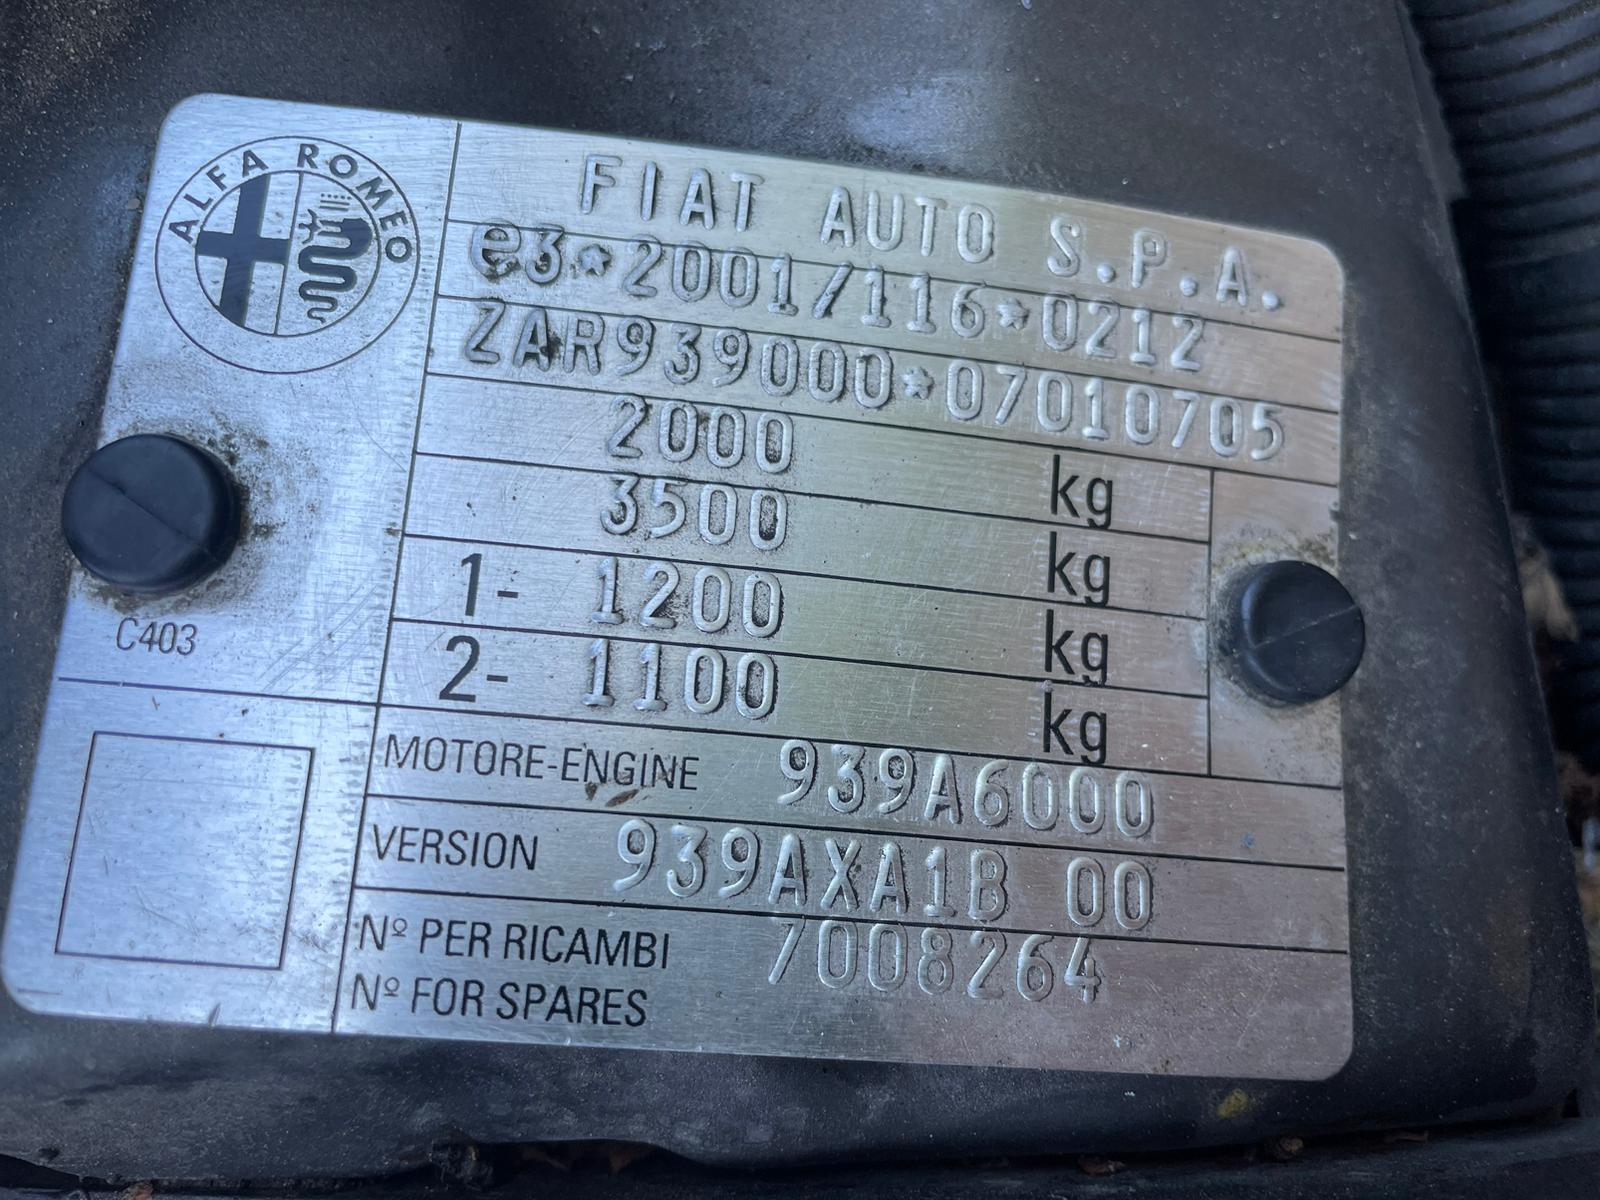 ALFA ROMEO
FIAT AUTO S.P.A.
e3*2001/116*0212
ZAR939000*07010705
2000 kg
3500 kg
1- 1200 kg
2- 1100 kg
C403
MOTORE-ENGINE 939A6000
VERSION 939AXA1B 00
Nº PER RICAMBI 7008264
Nº FOR SPARES